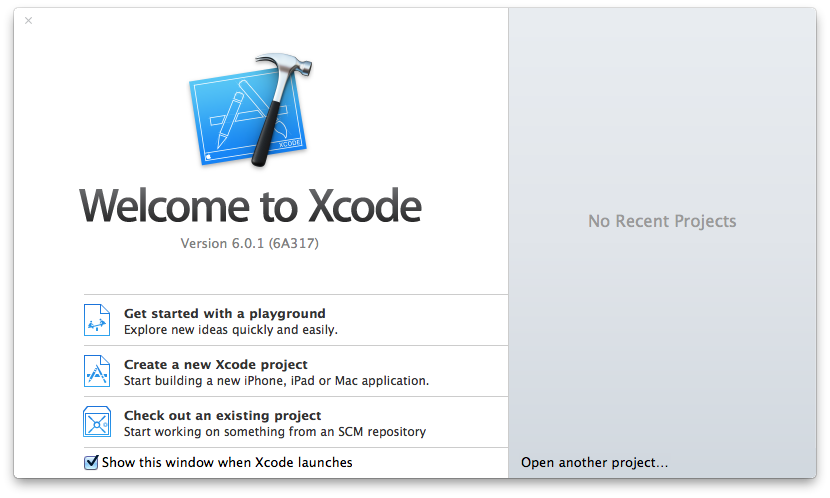 XCODE
Welcome to Xcode
Version 6.0.1 (6A317)
Get started with a playground
Explore new ideas quickly and easily.
Create a new Xcode project
Start building a new iPhone, iPad or Mac application.
Check out an existing project
Start working on something from an SCM repository
Show this window when Xcode launches
No Recent Projects
Open another project...